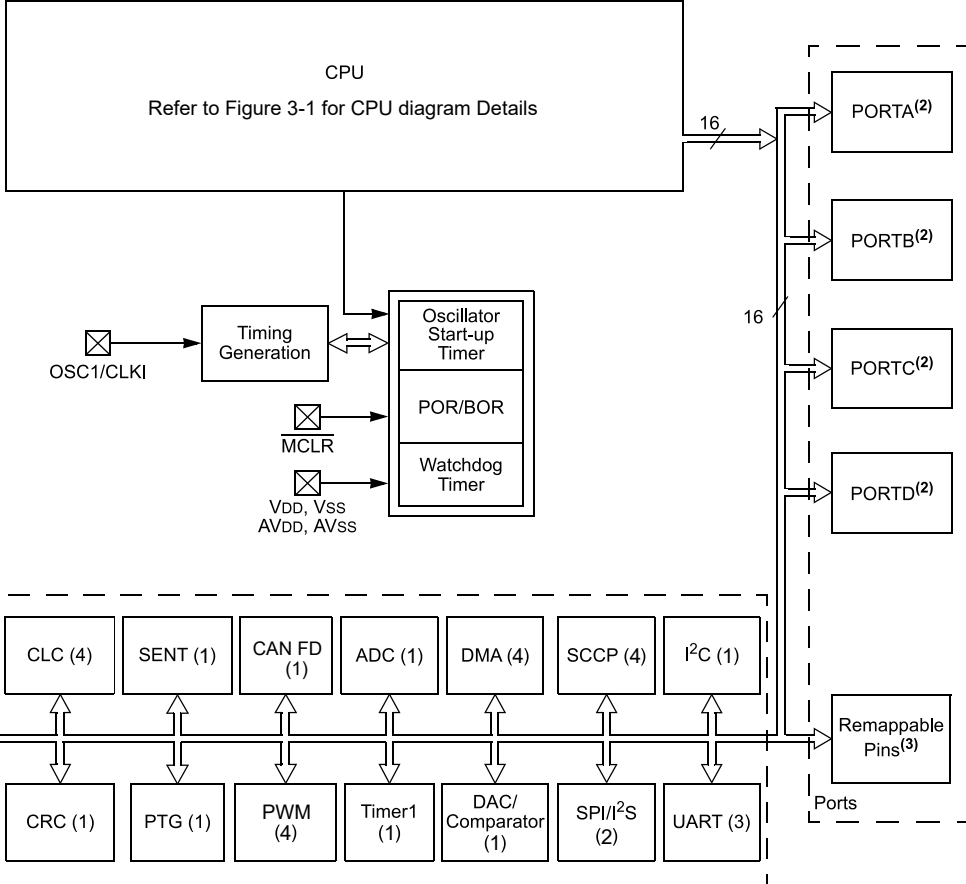 CPU
Refer to Figure 3-1 for CPU diagram Details
16
PORTA(2)
PORTB(2)
16
PORTC(2)
PORTD(2)
Oscillator
Start-up
Timer
Timing
Generation
OSC1/CLKI
POR/BOR
MCLR
Watchdog
Timer
VDD, VSS
AVDD, AVSS
CLC (4)
SENT (1)
CAN FD
(1)
ADC (1)
DMA (4)
SCCP (4)
I2C (1)
Remappable
Pins(3)
Ports
CRC (1)
PTG (1)
PWM
(4)
Timer1
(1)
DAC/
Comparator
(1)
SPI/I2S
(2)
UART (3)